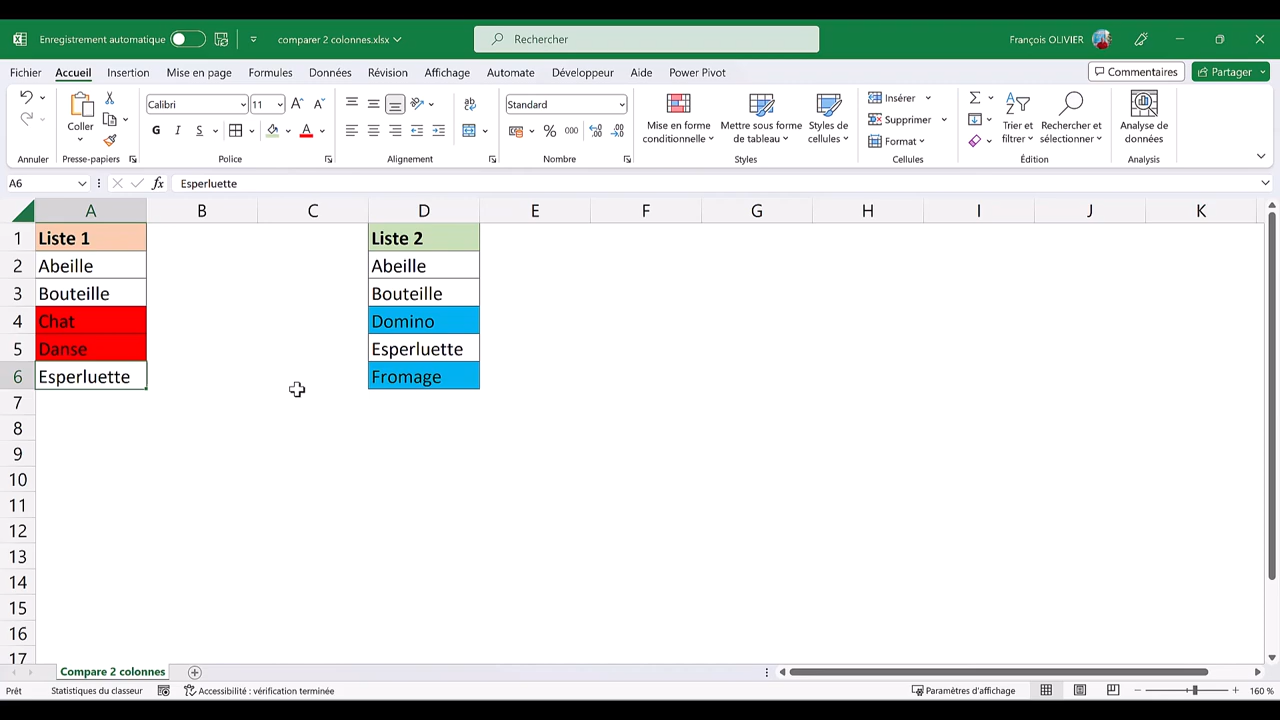 Enregistrement automatique
comparer 2 colonnes.xlsx
Rechercher
François OLIVIER
Fichier Accueil Insertion Mise en page Formules Données Révision Affichage Automate Développeur Aide Power Pivot
Commentaires Partager
Calibri 11 Standard
Coller
G I S
Mise en forme conditionnelle
Mettre sous forme de tableau
Styles de cellules
Insérer
Supprimer
Format
Trier et filtrer
Rechercher et sélectionner
Analyse de données
Annuler Presse-papiers Police Alignement Nombre Styles Cellules Édition Analysis
A6 fx Esperluette
A B C D E F G H I J K
1 Liste 1 Liste 2
2 Abeille Abeille
3 Bouteille Bouteille
4 Chat Domino
5 Danse Esperluette
6 Esperluette Fromage
7
8
9
10
11
12
13
14
15
16
17
Compare 2 colonnes
Prêt Statistiques du classeur Accessibilité : vérification terminée Paramètres d'affichage 160 %